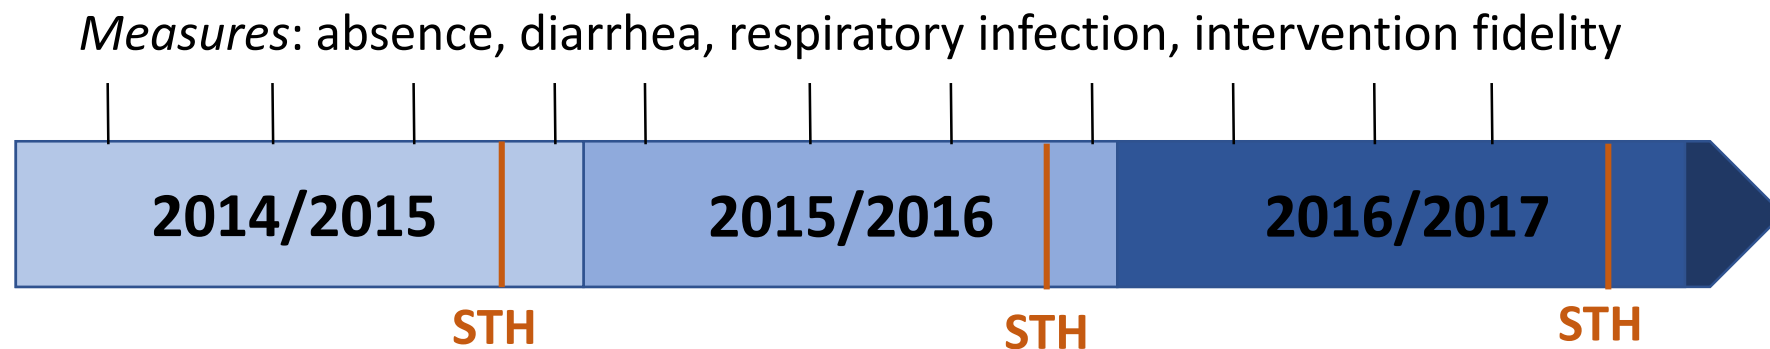 Measures: absence, diarrhea, respiratory infection, intervention fidelity
2014/2015 2015/2016 2016/2017
STH STH STH